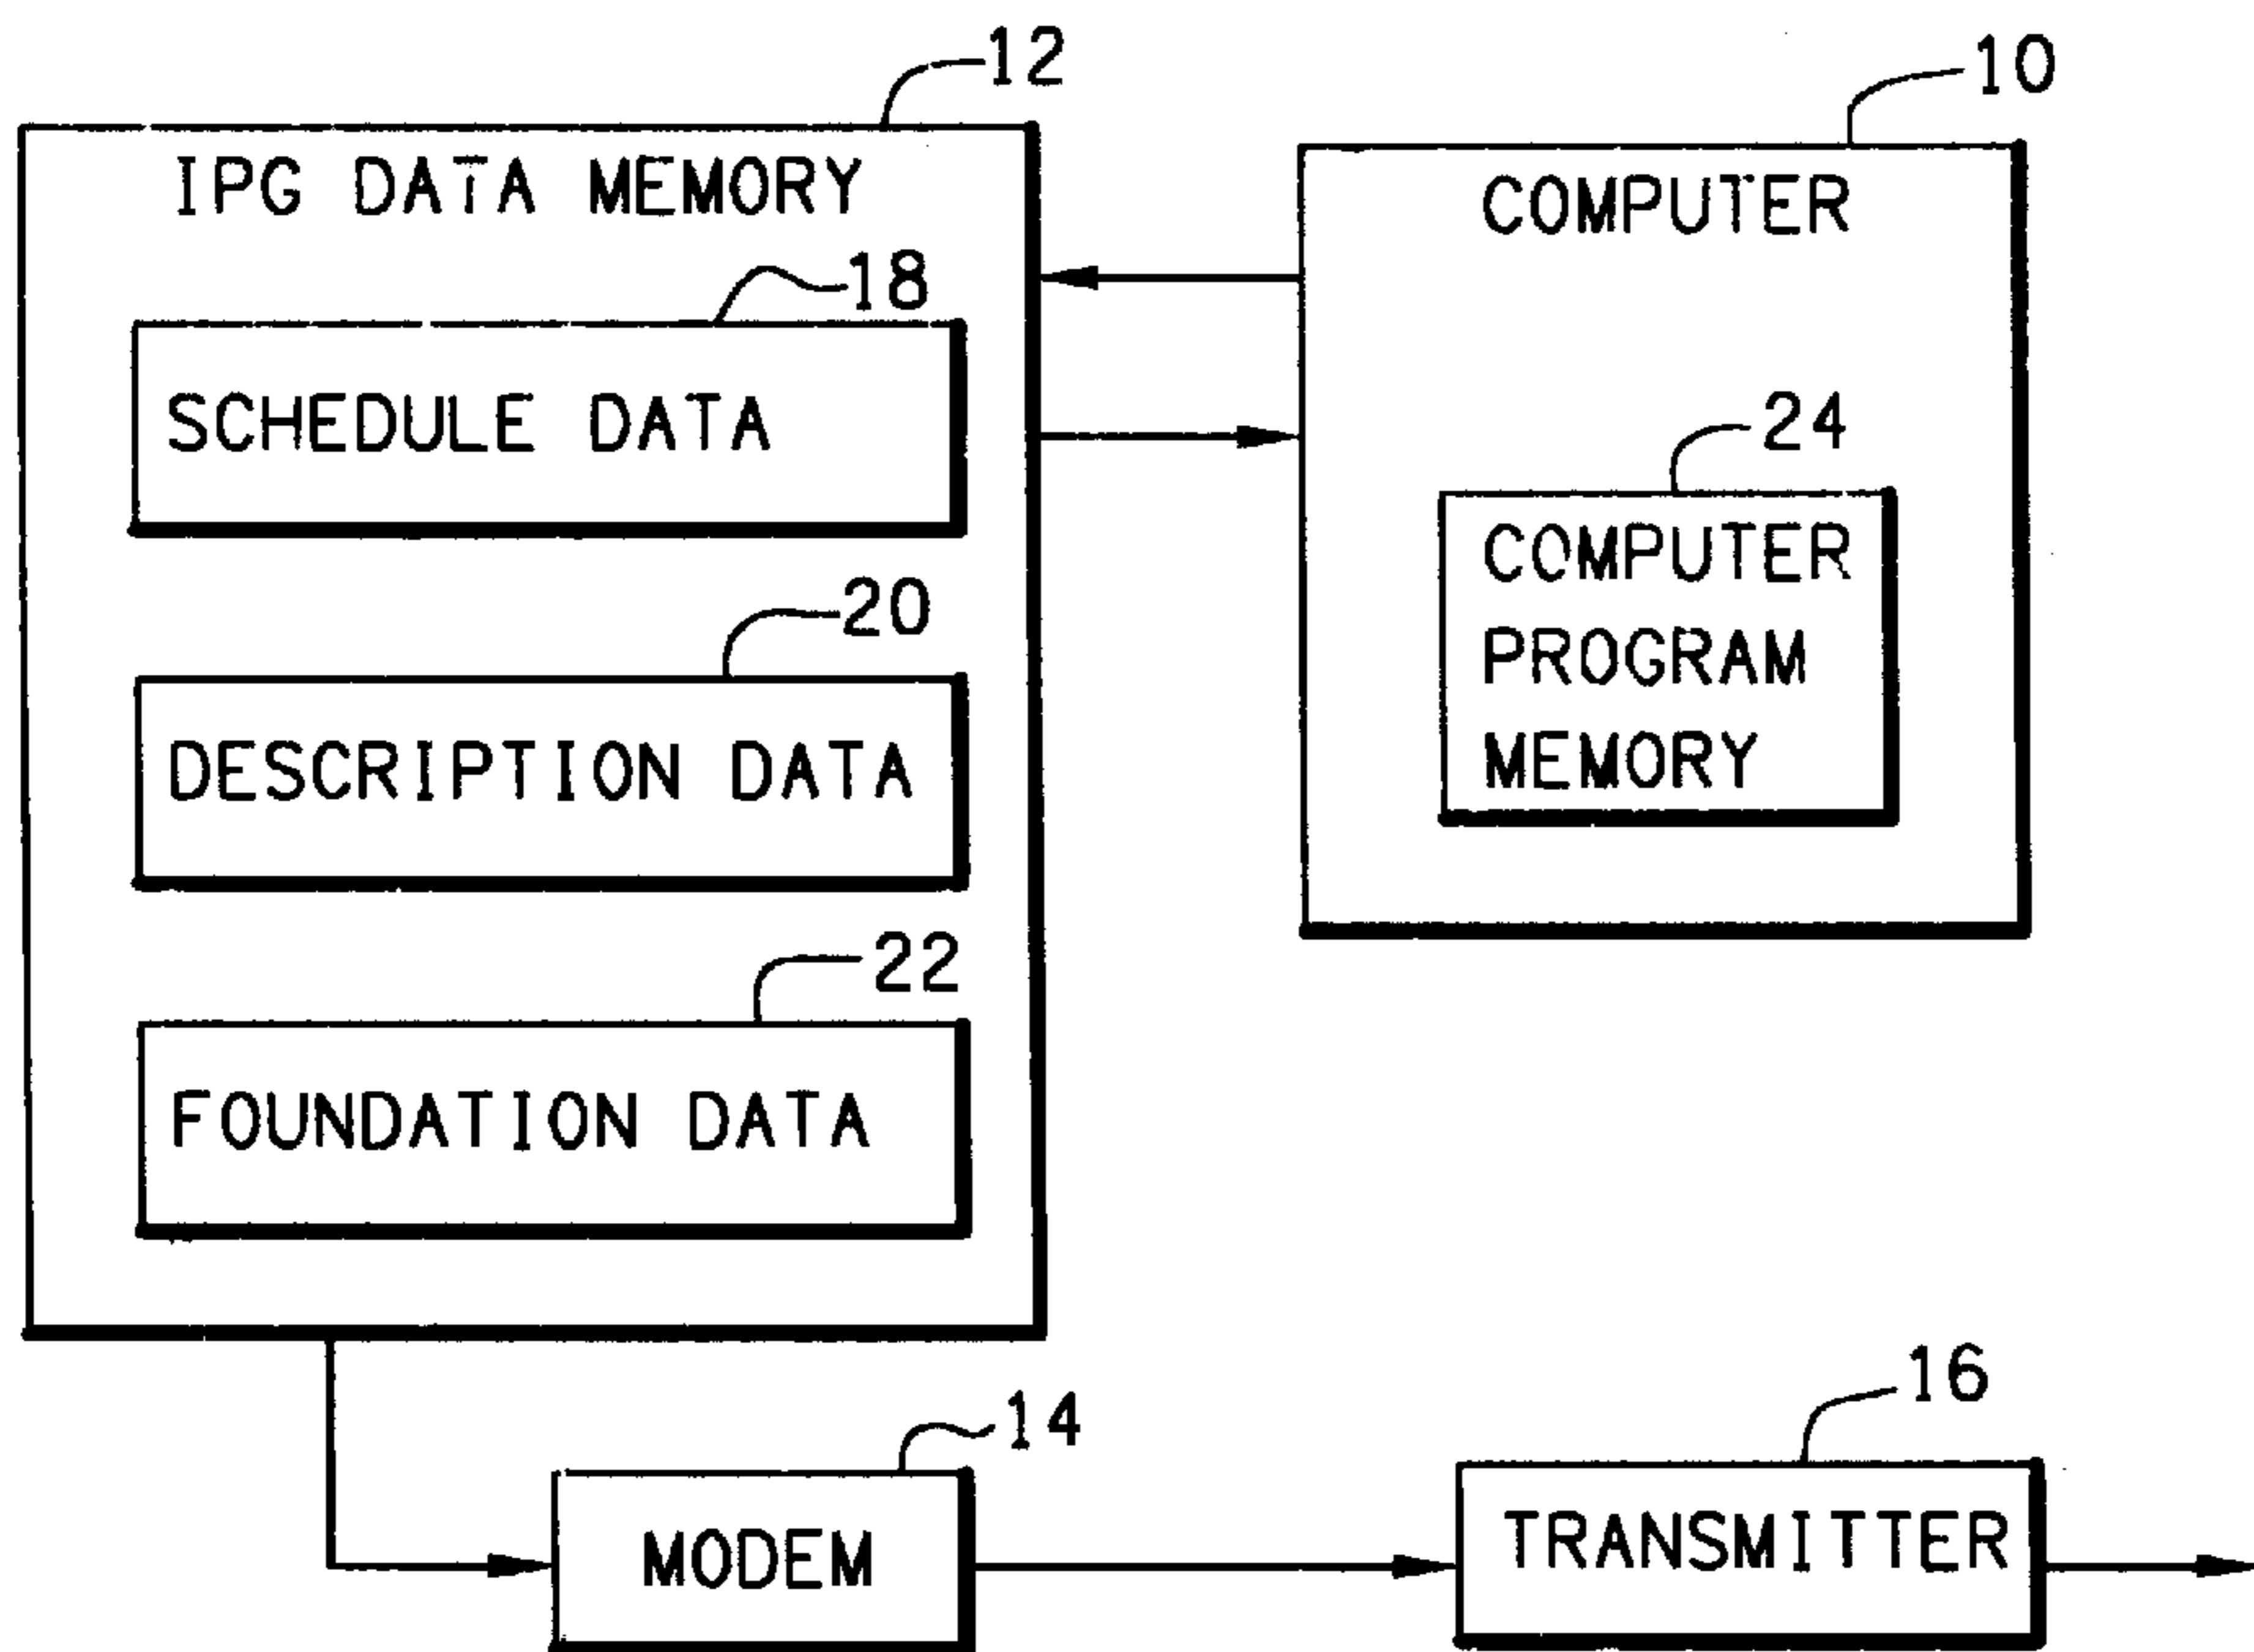 12
IPG DATA MEMORY
18
SCHEDULE DATA
20
DESCRIPTION DATA
22
FOUNDATION DATA
10
COMPUTER
24
COMPUTER
PROGRAM
MEMORY
14
MODEM
16
TRANSMITTER